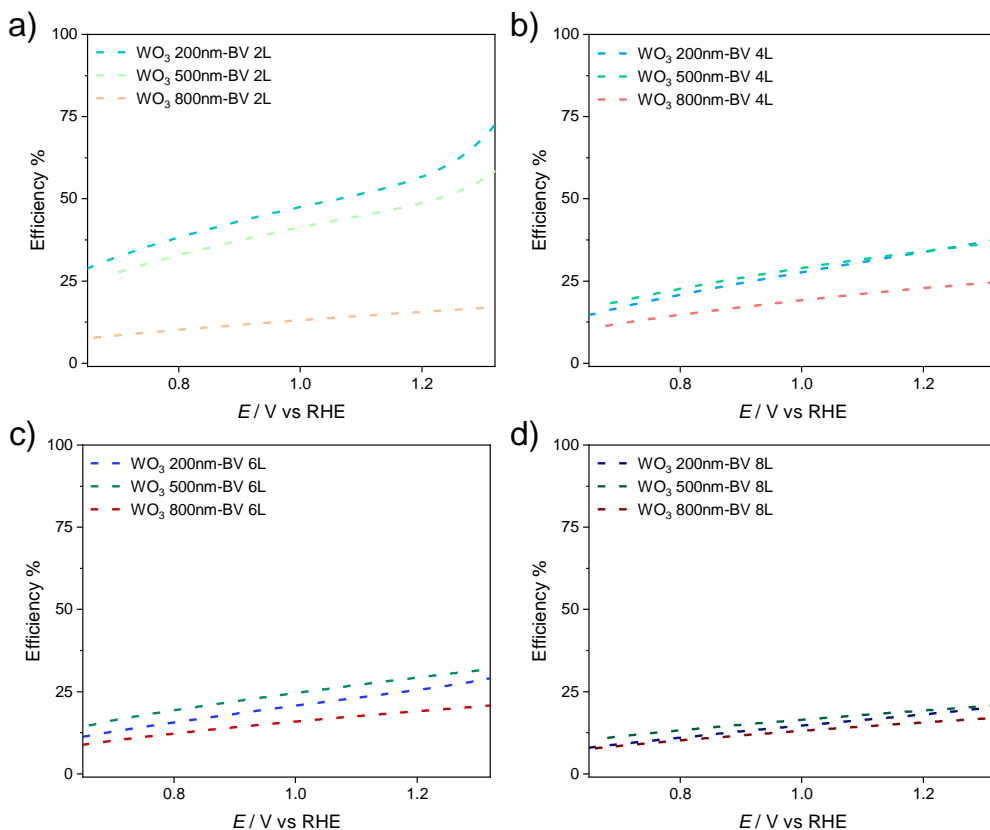 a)
WO₃ 200nm-BV 2L
WO₃ 500nm-BV 2L
WO₃ 800nm-BV 2L
100
75
50
25
0
Efficiency %
0.8 1.0 1.2
E / V vs RHE
b)
WO₃ 200nm-BV 4L
WO₃ 500nm-BV 4L
WO₃ 800nm-BV 4L
100
75
50
25
0
Efficiency %
0.8 1.0 1.2
E / V vs RHE
c)
WO₃ 200nm-BV 6L
WO₃ 500nm-BV 6L
WO₃ 800nm-BV 6L
100
75
50
25
0
Efficiency %
0.8 1.0 1.2
E / V vs RHE
d)
WO₃ 200nm-BV 8L
WO₃ 500nm-BV 8L
WO₃ 800nm-BV 8L
100
75
50
25
0
Efficiency %
0.8 1.0 1.2
E / V vs RHE